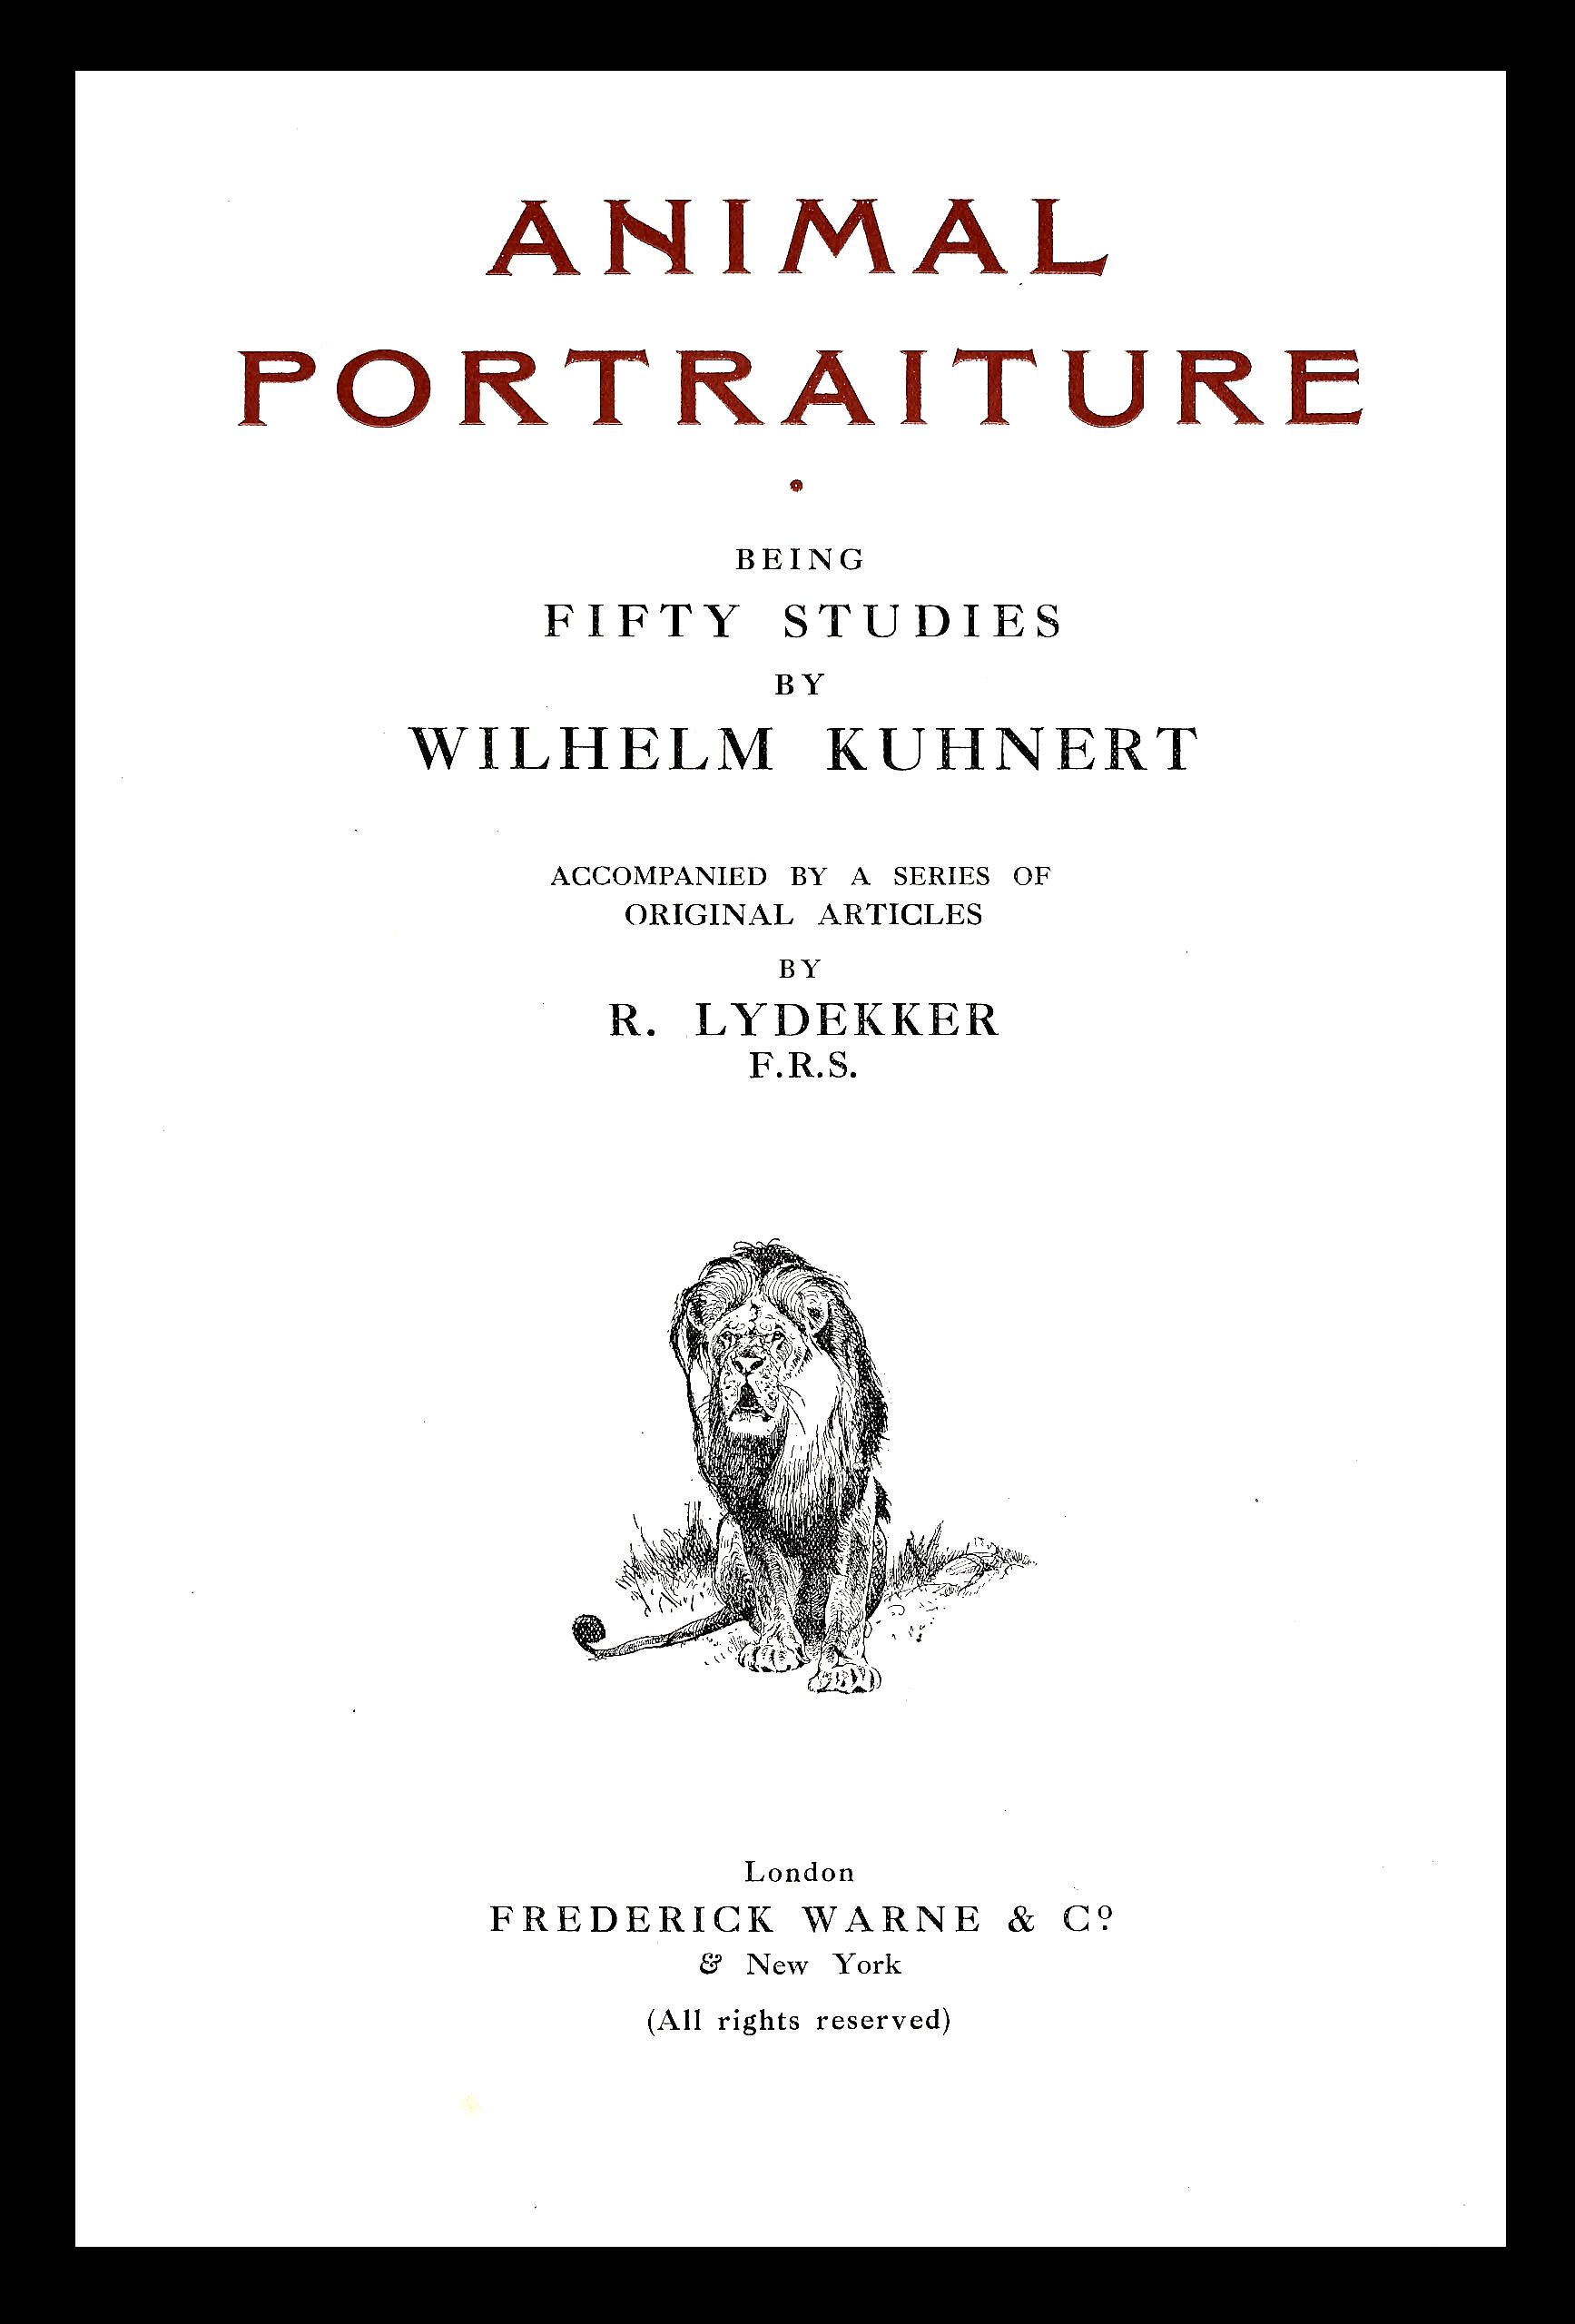 ANIMAL
PORTRAITURE
BEING
FIFTY STUDIES
BY
WILHELM KUHNERT
ACCOMPANIED BY A SERIES OF
ORIGINAL ARTICLES
BY
R. LYDEKKER
F.R.S.
London
FREDERICK WARNE & Cº.
& New York
(All rights reserved)